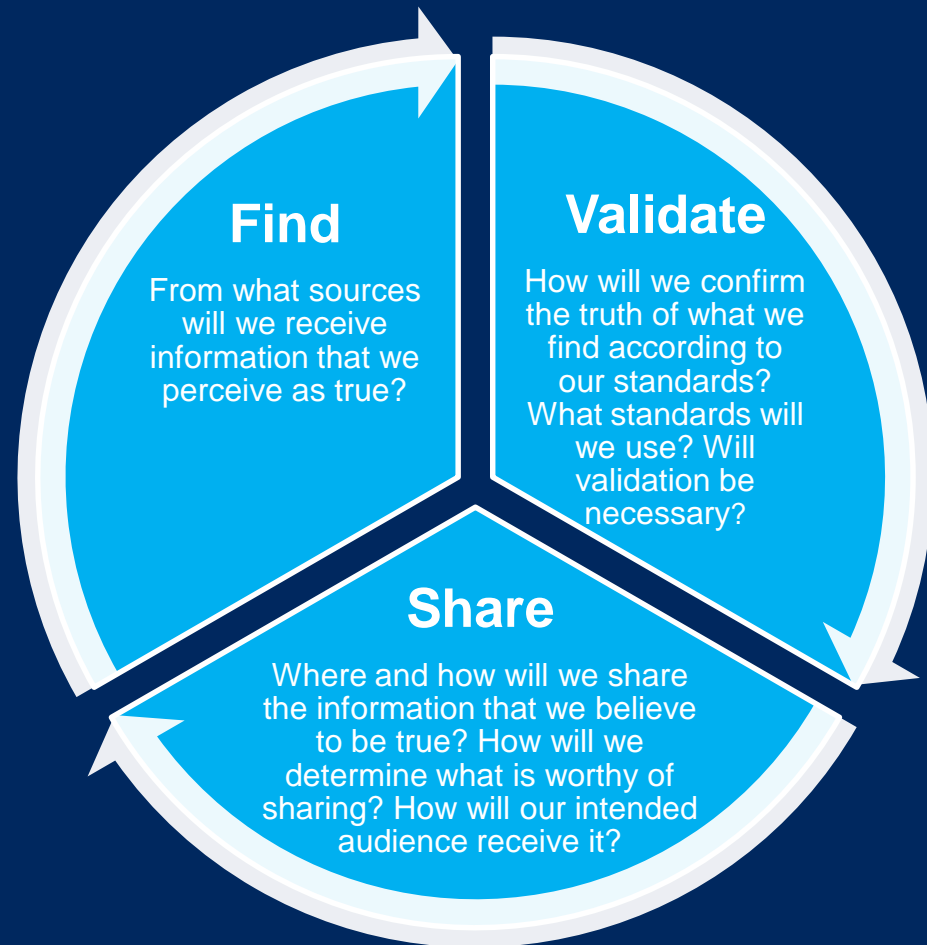 Find
From what sources
will we receive
information that we
perceive as true?
Validate
How will we confirm
the truth of what we
find according to
our standards?
What standards will
we use? Will
validation be
necessary?
Share
Where and how will we share
the information that we believe
to be true? How will we
determine what is worthy of
sharing? How will our intended
audience receive it?